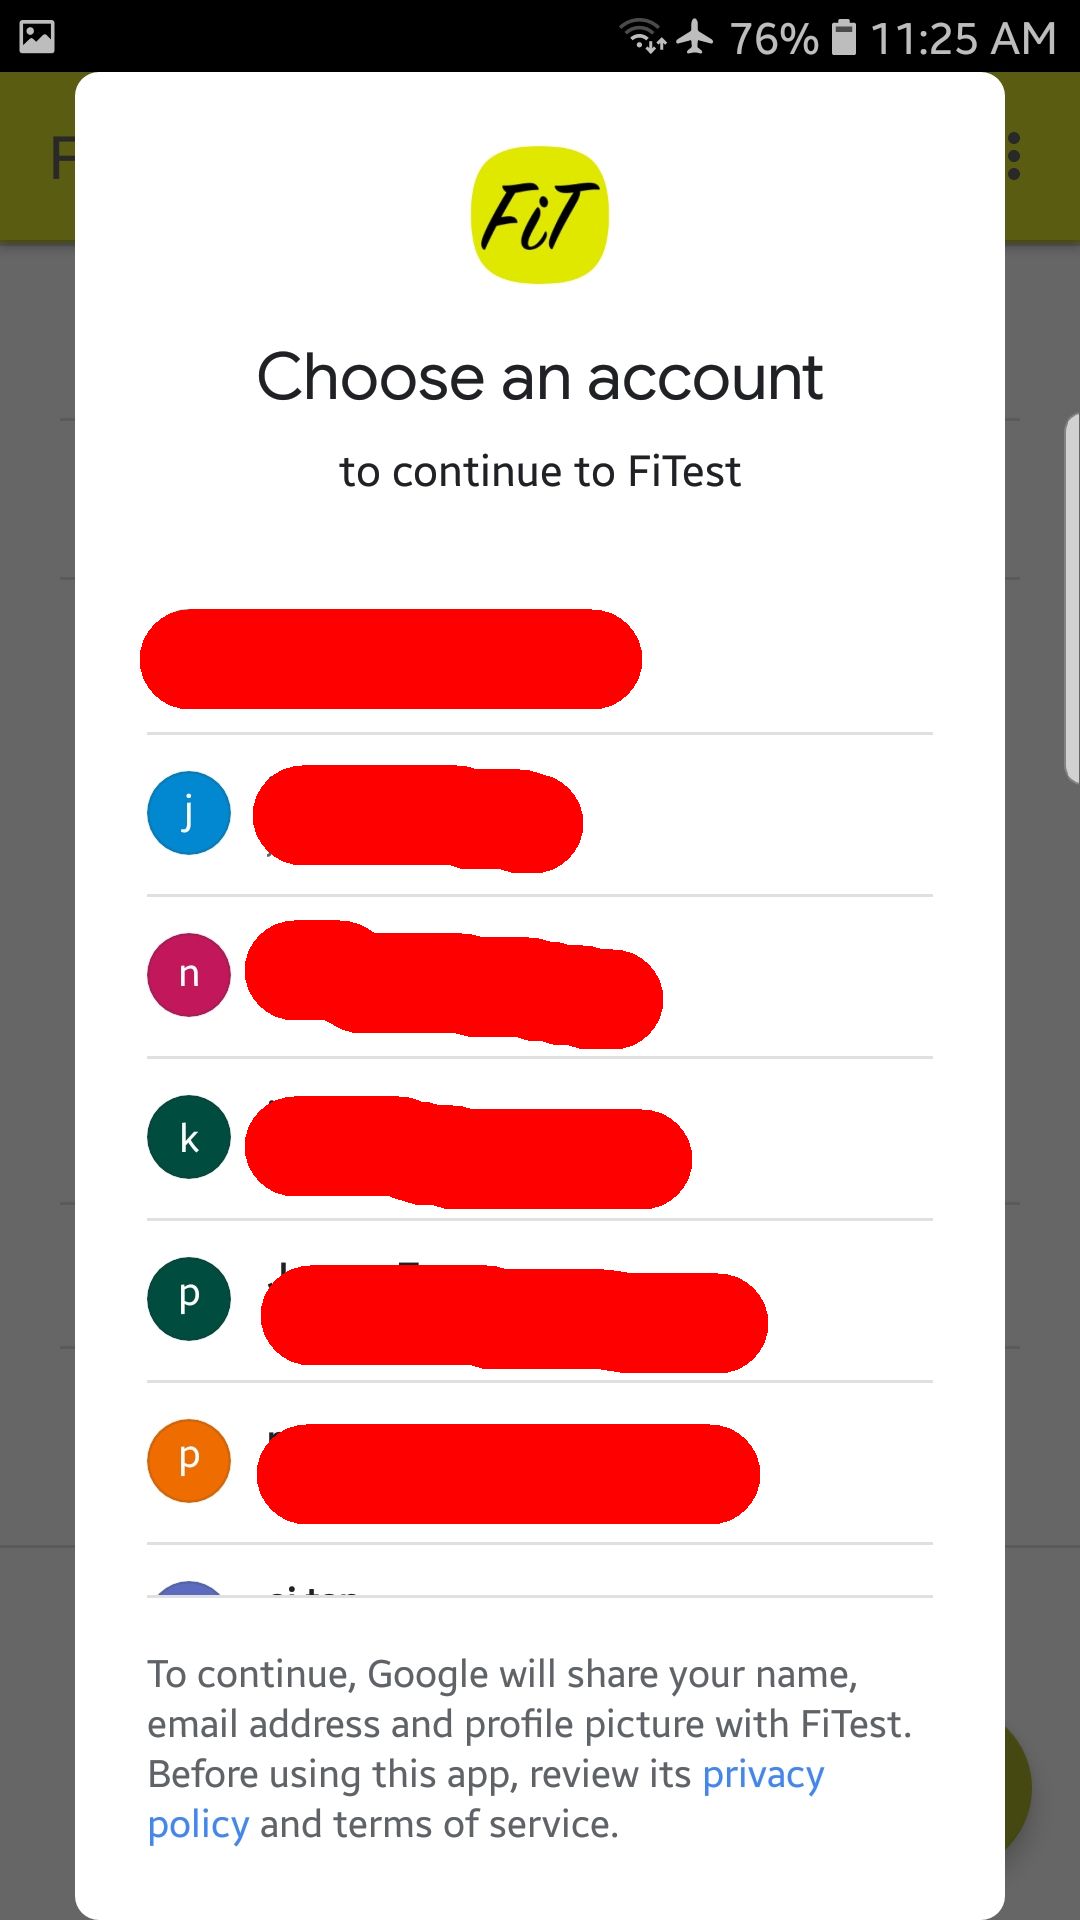 76% 11:25 AM
F
FiT
Choose an account
to continue to FiTest
j
n
k
p
p
To continue, Google will share your name,
email address and profile picture with FiTest.
Before using this app, review its privacy
policy and terms of service.